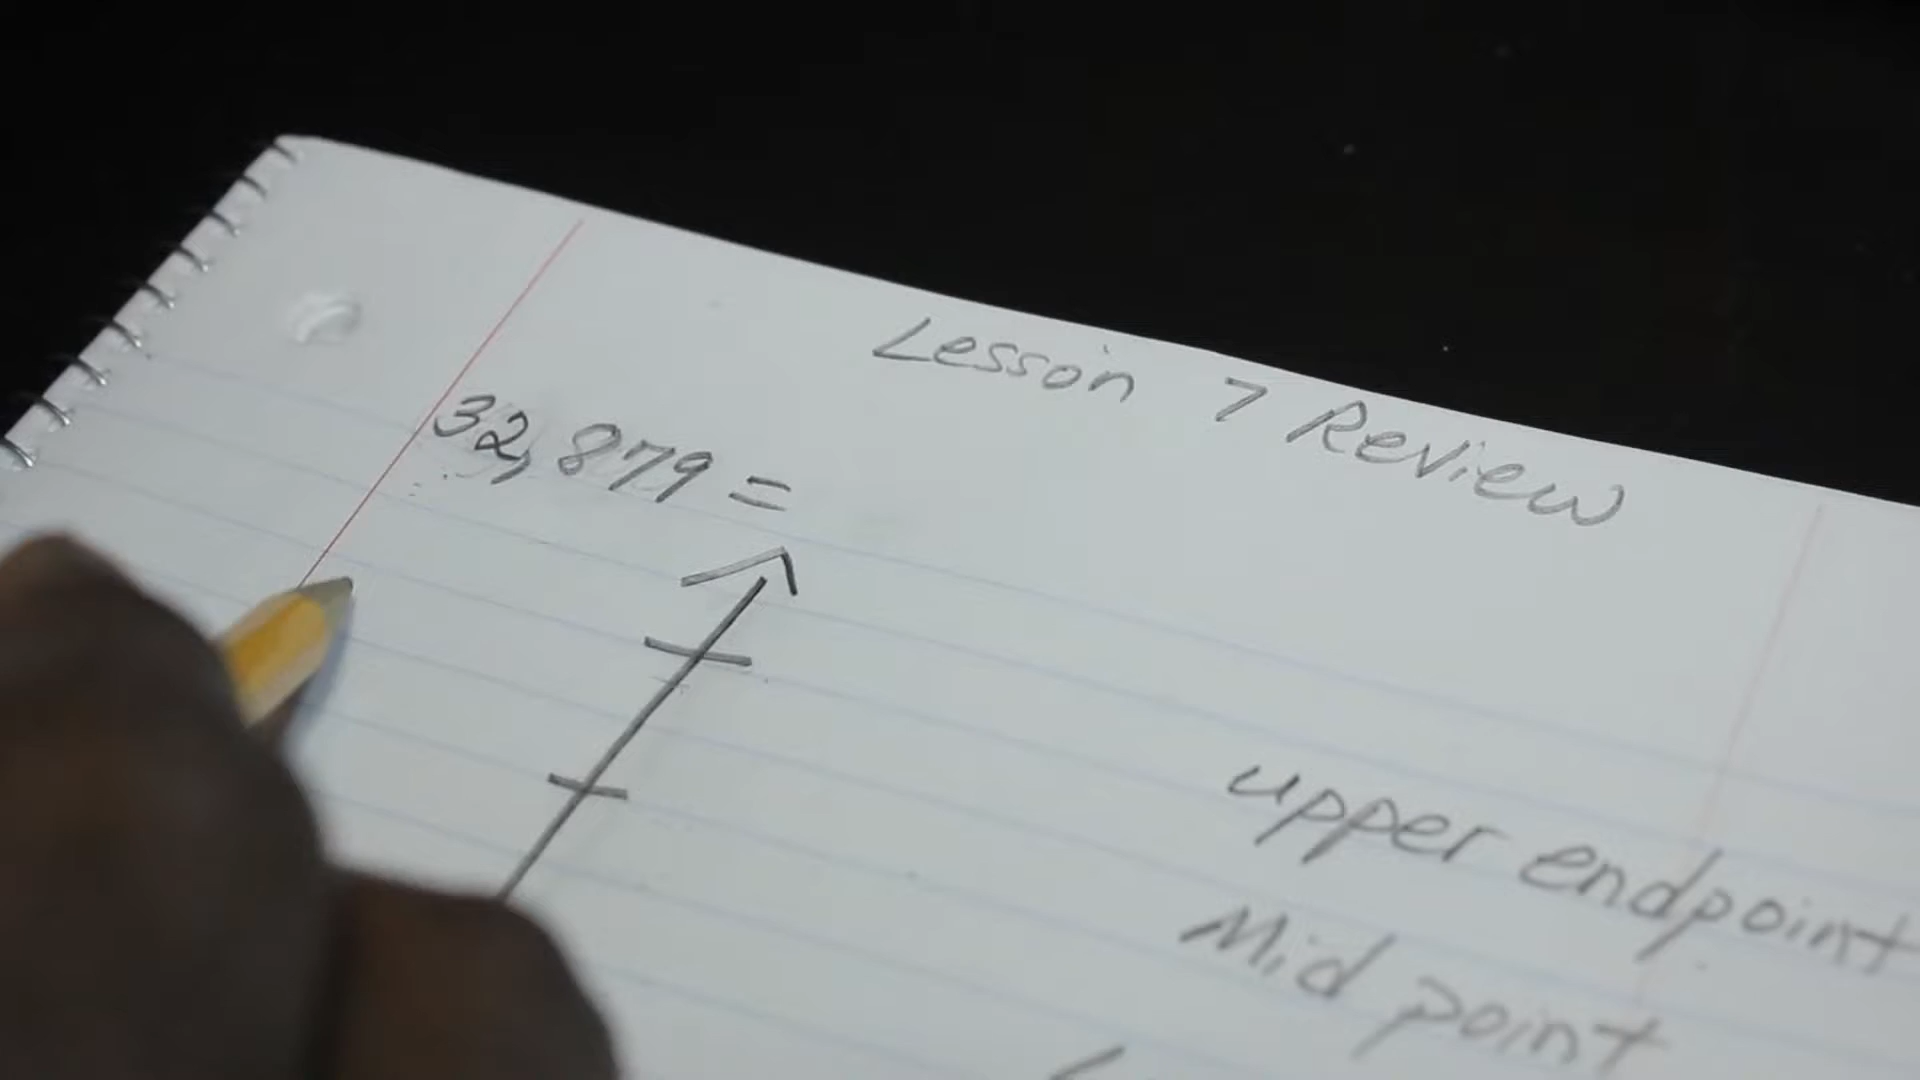 Lesson 7 Review
32,879 =
upper endpoint
Mid point